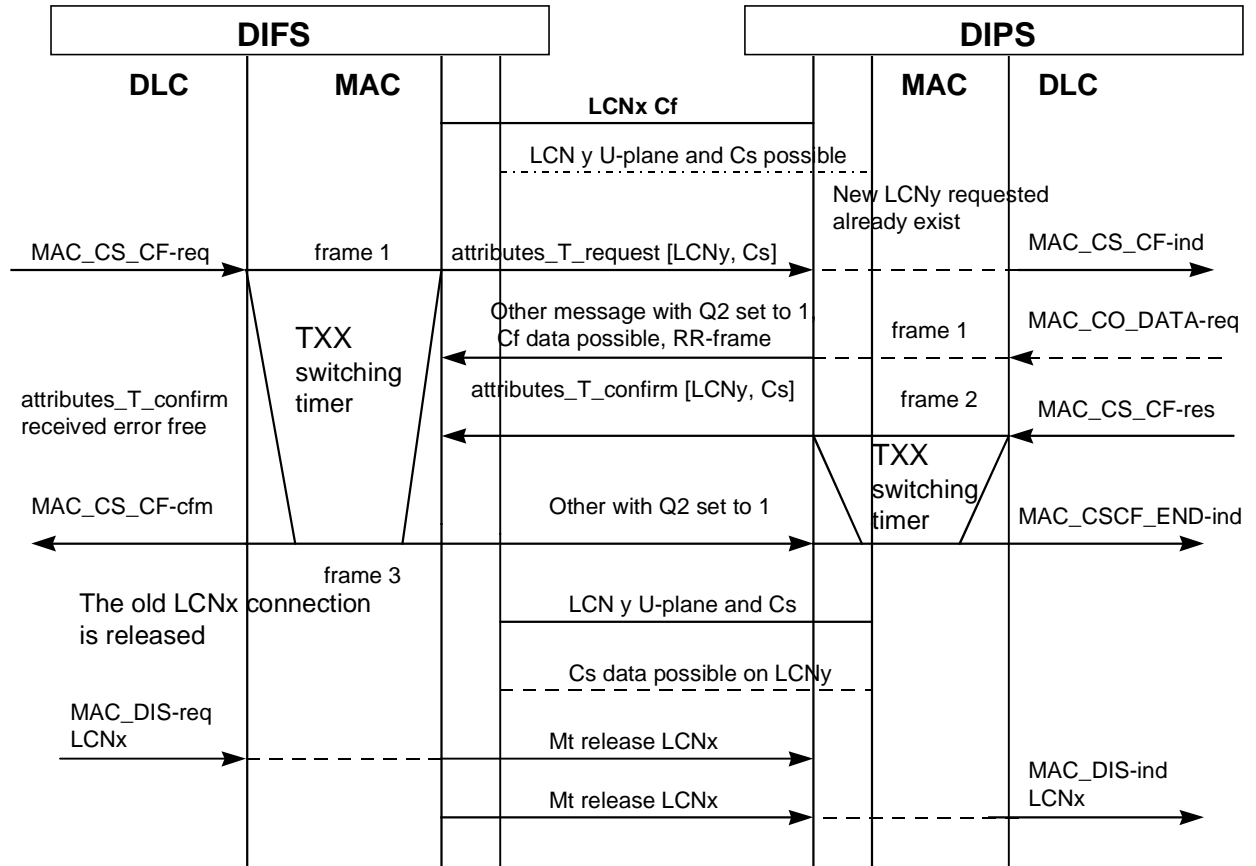 DIFS
DIPS
DLC
MAC
MAC
DLC
LCNx Cf
LCN y U-plane and Cs possible
New LCNy requested
already exist
MAC_CS_CF-req
frame 1
attributes_T_request [LCNy, Cs]
MAC_CS_CF-ind
Other message with Q2 set to 1,
Cf data possible, RR-frame
frame 1
MAC_CO_DATA-req
TXX
switching
timer
attributes_T_confirm
received error free
attributes_T_confirm [LCNy, Cs]
frame 2
MAC_CS_CF-res
TXX
switching
timer
MAC_CS_CF-cfm
Other with Q2 set to 1
MAC_CSCF_END-ind
frame 3
The old LCNx connection
is released
LCN y U-plane and Cs
Cs data possible on LCNy
MAC_DIS-req
LCNx
Mt release LCNx
MAC_DIS-ind
LCNx
Mt release LCNx